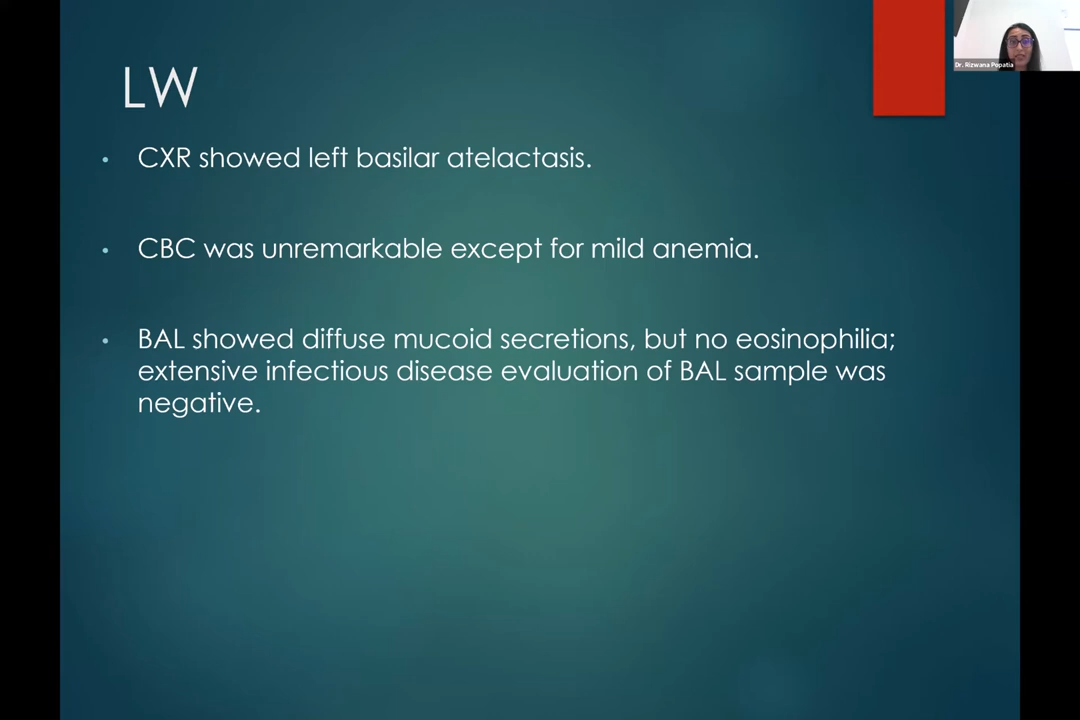 Dr. Rizwana Popatia
LW
• CXR showed left basilar atelactasis.
• CBC was unremarkable except for mild anemia.
• BAL showed diffuse mucoid secretions, but no eosinophilia;
extensive infectious disease evaluation of BAL sample was
negative.